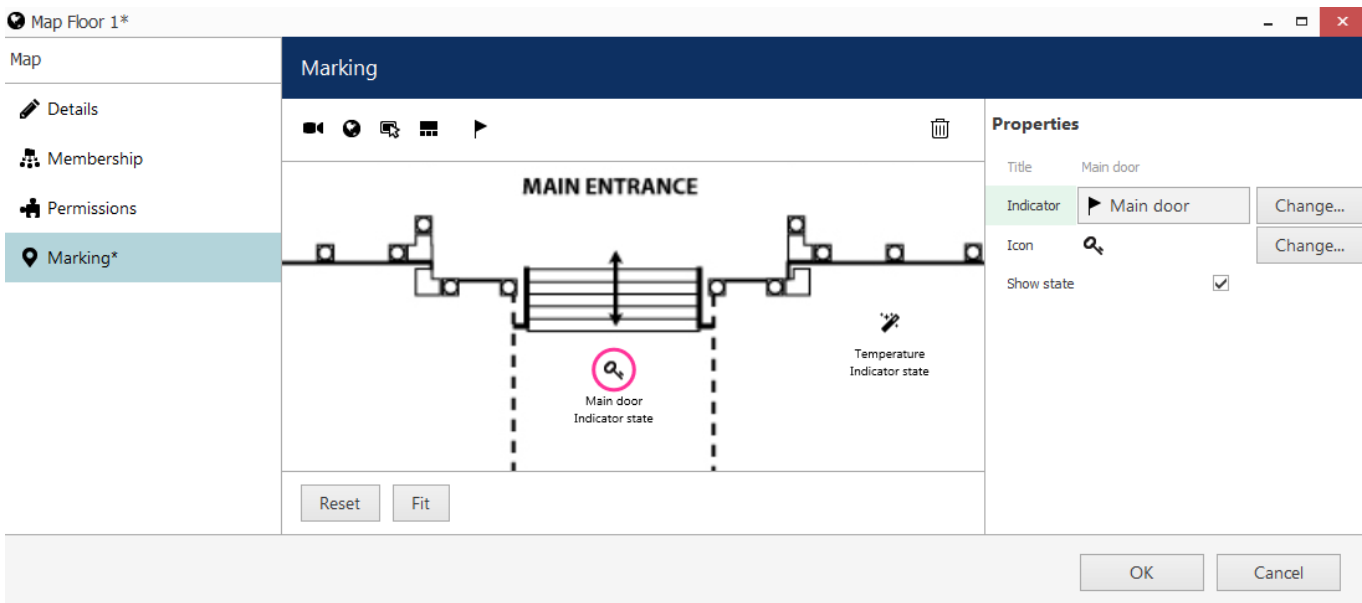 Map Floor 1*
Map
Details
Membership
Permissions
Marking*
Marking
MAIN ENTRANCE
Main door
Indicator state
Temperature
Indicator state
Reset
Fit
Properties
Title Main door
Indicator Main door Change...
Icon Change...
Show state
OK
Cancel